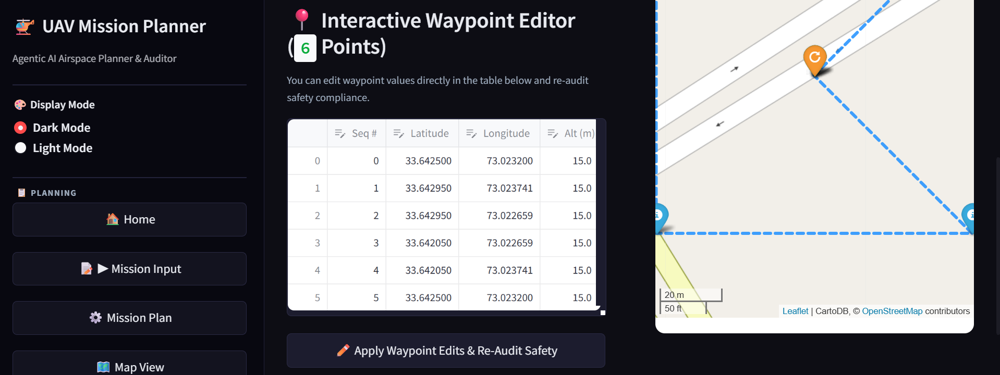 UAV Mission Planner
Agentic AI Airspace Planner & Auditor
Display Mode
Dark Mode
Light Mode
PLANNING
Home
Mission Input
Mission Plan
Map View
Interactive Waypoint Editor
(6 Points)
You can edit waypoint values directly in the table below and re-audit
safety compliance.
Seq # Latitude Longitude Alt (m)
0 0 33.642500 73.023200 15.0
1 1 33.642950 73.023741 15.0
2 2 33.642950 73.022659 15.0
3 3 33.642050 73.022659 15.0
4 4 33.642050 73.023741 15.0
5 5 33.642500 73.023200 15.0
Apply Waypoint Edits & Re-Audit Safety
20 m
50 ft
Leaflet | CartoDB, © OpenStreetMap contributors